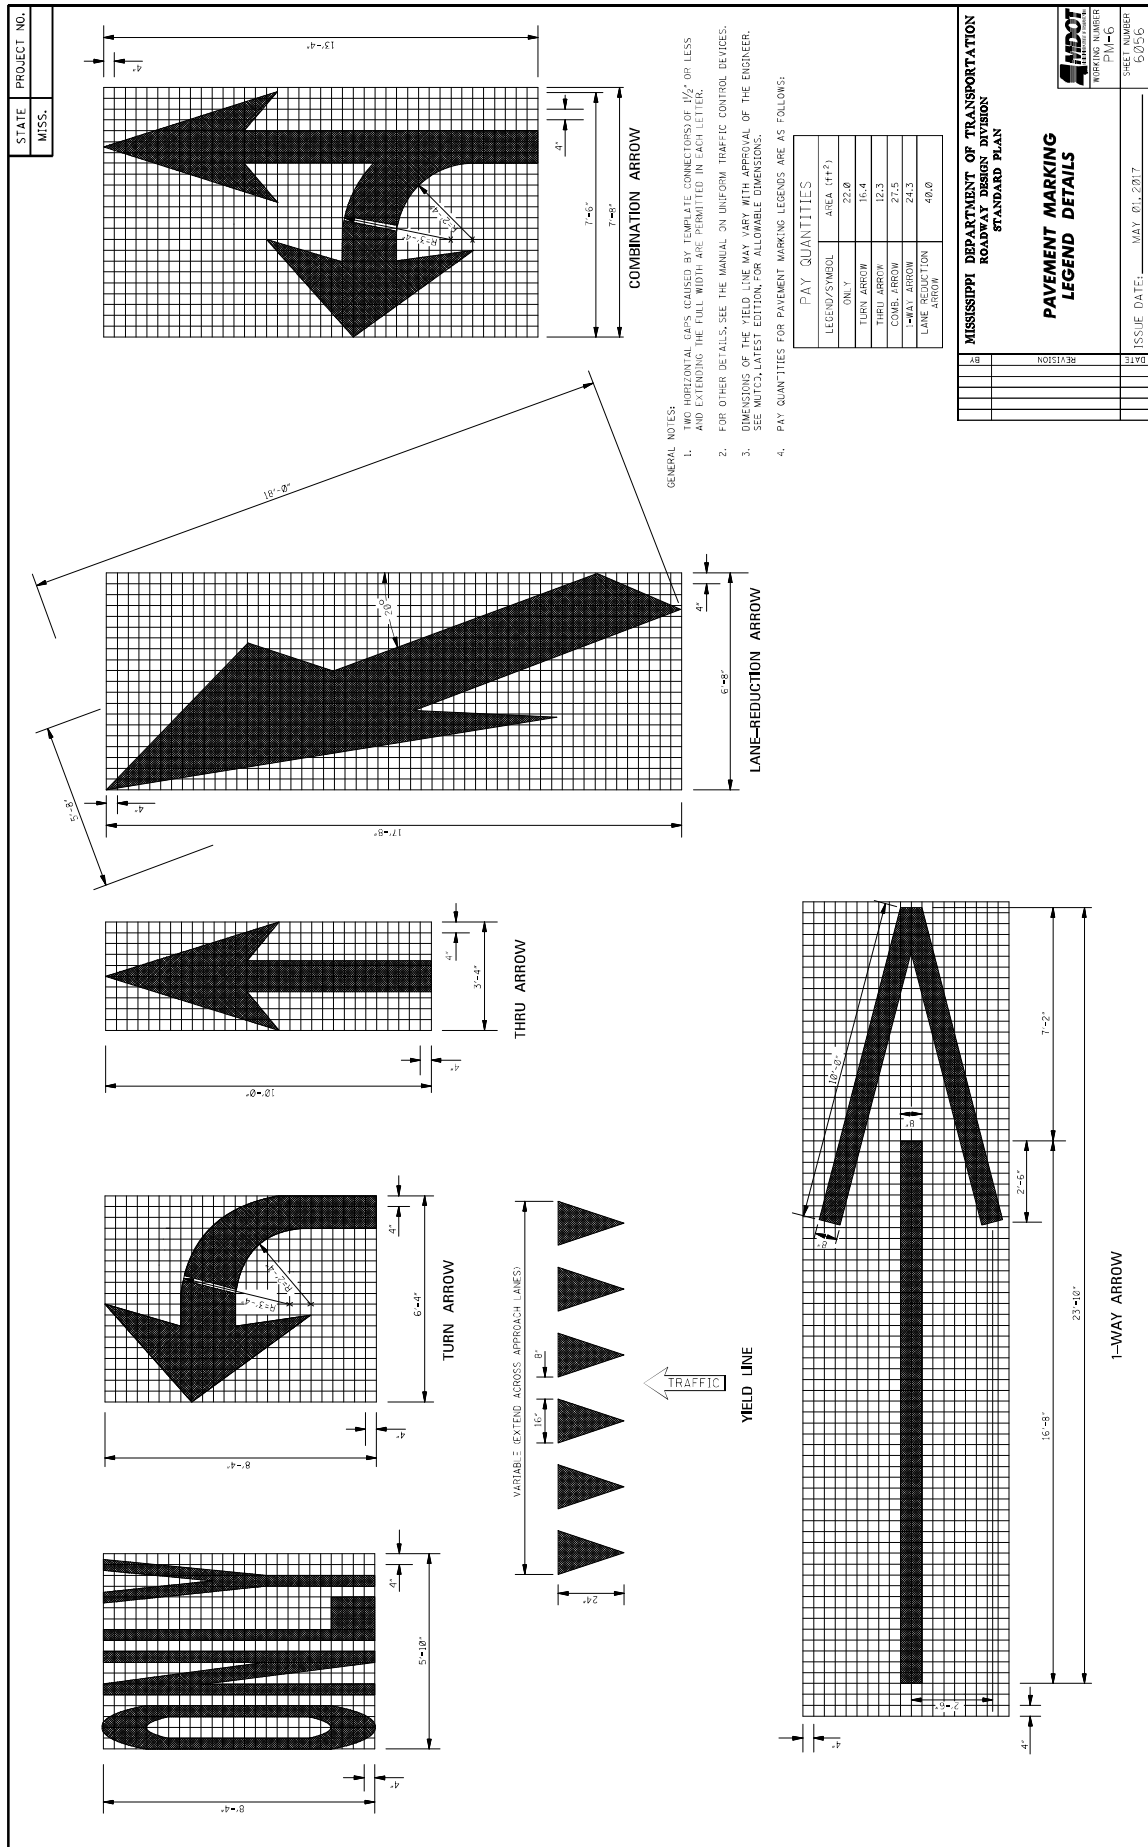 STATE
PROJECT NO.
MISS.
8'-4"
4"
5'-10"
4"
8'-4"
4"
R=3'-4"
R=2'-4"
4"
6'-4"
TURN ARROW
10'-0"
4"
4"
3'-4"
THRU ARROW
5'-8"
18'-0"
4"
17'-8"
20°
4"
6'-8"
LANE-REDUCTION ARROW
13'-4"
4"
R=3'-4"
R=2'-4"
4"
7'-6"
7'-8"
COMBINATION ARROW
VARIABLE (EXTEND ACROSS APPROACH LANES)
24"
16"
8"
TRAFFIC
YIELD LINE
4"
4"
2'-6"
8"
10'-0"
8"
2'-6"
16'-8"
7'-2"
23'-10"
1-WAY ARROW
GENERAL NOTES:
1. TWO HORIZONTAL GAPS (CAUSED BY TEMPLATE CONNECTORS) OF 1/2" OR LESS
AND EXTENDING THE FULL WIDTH ARE PERMITTED IN EACH LETTER.
2. FOR OTHER DETAILS, SEE THE MANUAL ON UNIFORM TRAFFIC CONTROL DEVICES.
3. DIMENSIONS OF THE YIELD LINE MAY VARY WITH APPROVAL OF THE ENGINEER.
SEE MUTCD, LATEST EDITION, FOR ALLOWABLE DIMENSIONS.
4. PAY QUANTITIES FOR PAVEMENT MARKING LEGENDS ARE AS FOLLOWS:
PAY QUANTITIES
LEGEND/SYMBOL AREA (ft²)
ONLY 22.0
TURN ARROW 16.4
THRU ARROW 12.3
COMB. ARROW 27.5
1-WAY ARROW 24.3
LANE REDUCTION ARROW 40.0
BY
REVISION
DATE
MISSISSIPPI DEPARTMENT OF TRANSPORTATION
ROADWAY DESIGN DIVISION
STANDARD PLAN
PAVEMENT MARKING
LEGEND DETAILS
ISSUE DATE: MAY 01, 2017
MDOT
WORKING NUMBER
PM-6
SHEET NUMBER
6056
ONLY